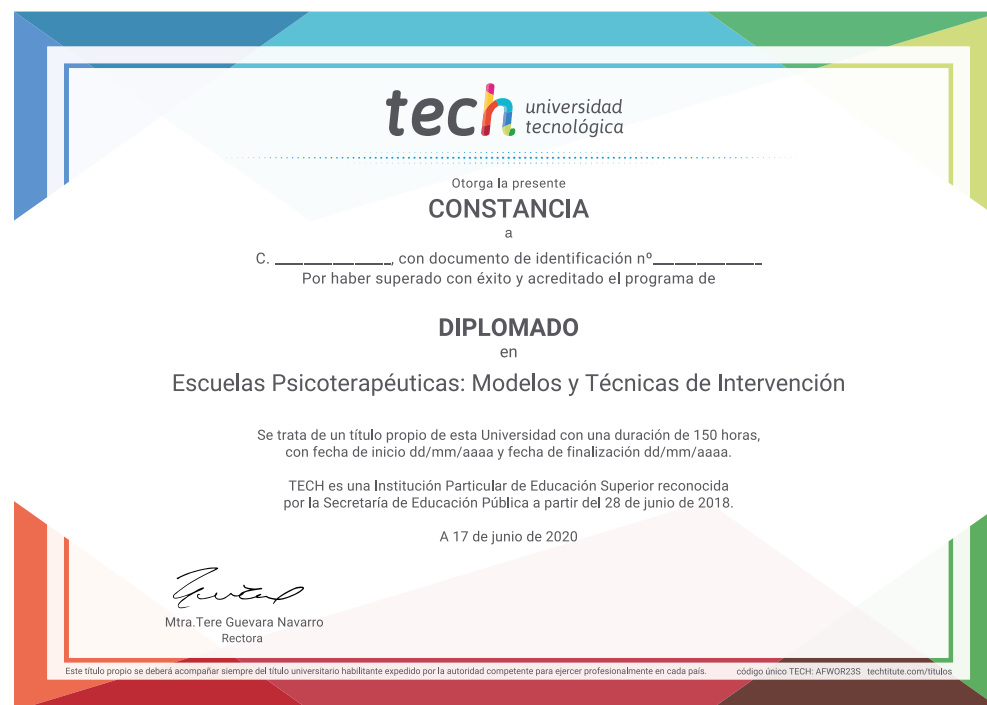 tech universidad
tecnológica
Otorga la presente
CONSTANCIA
a
C. ________________, con documento de identificación nº_______________
Por haber superado con éxito y acreditado el programa de
DIPLOMADO
en
Escuelas Psicoterapéuticas: Modelos y Técnicas de Intervención
Se trata de un título propio de esta Universidad con una duración de 150 horas,
con fecha de inicio dd/mm/aaaa y fecha de finalización dd/mm/aaaa.
TECH es una Institución Particular de Educación Superior reconocida
por la Secretaría de Educación Pública a partir del 28 de junio de 2018.
A 17 de junio de 2020
Mtra.Tere Guevara Navarro
Rectora
Este título propio se deberá acompañar siempre del título universitario habilitante expedido por la autoridad competente para ejercer profesionalmente en cada país. código único TECH: AFWOR23S techtitute.com/titulos